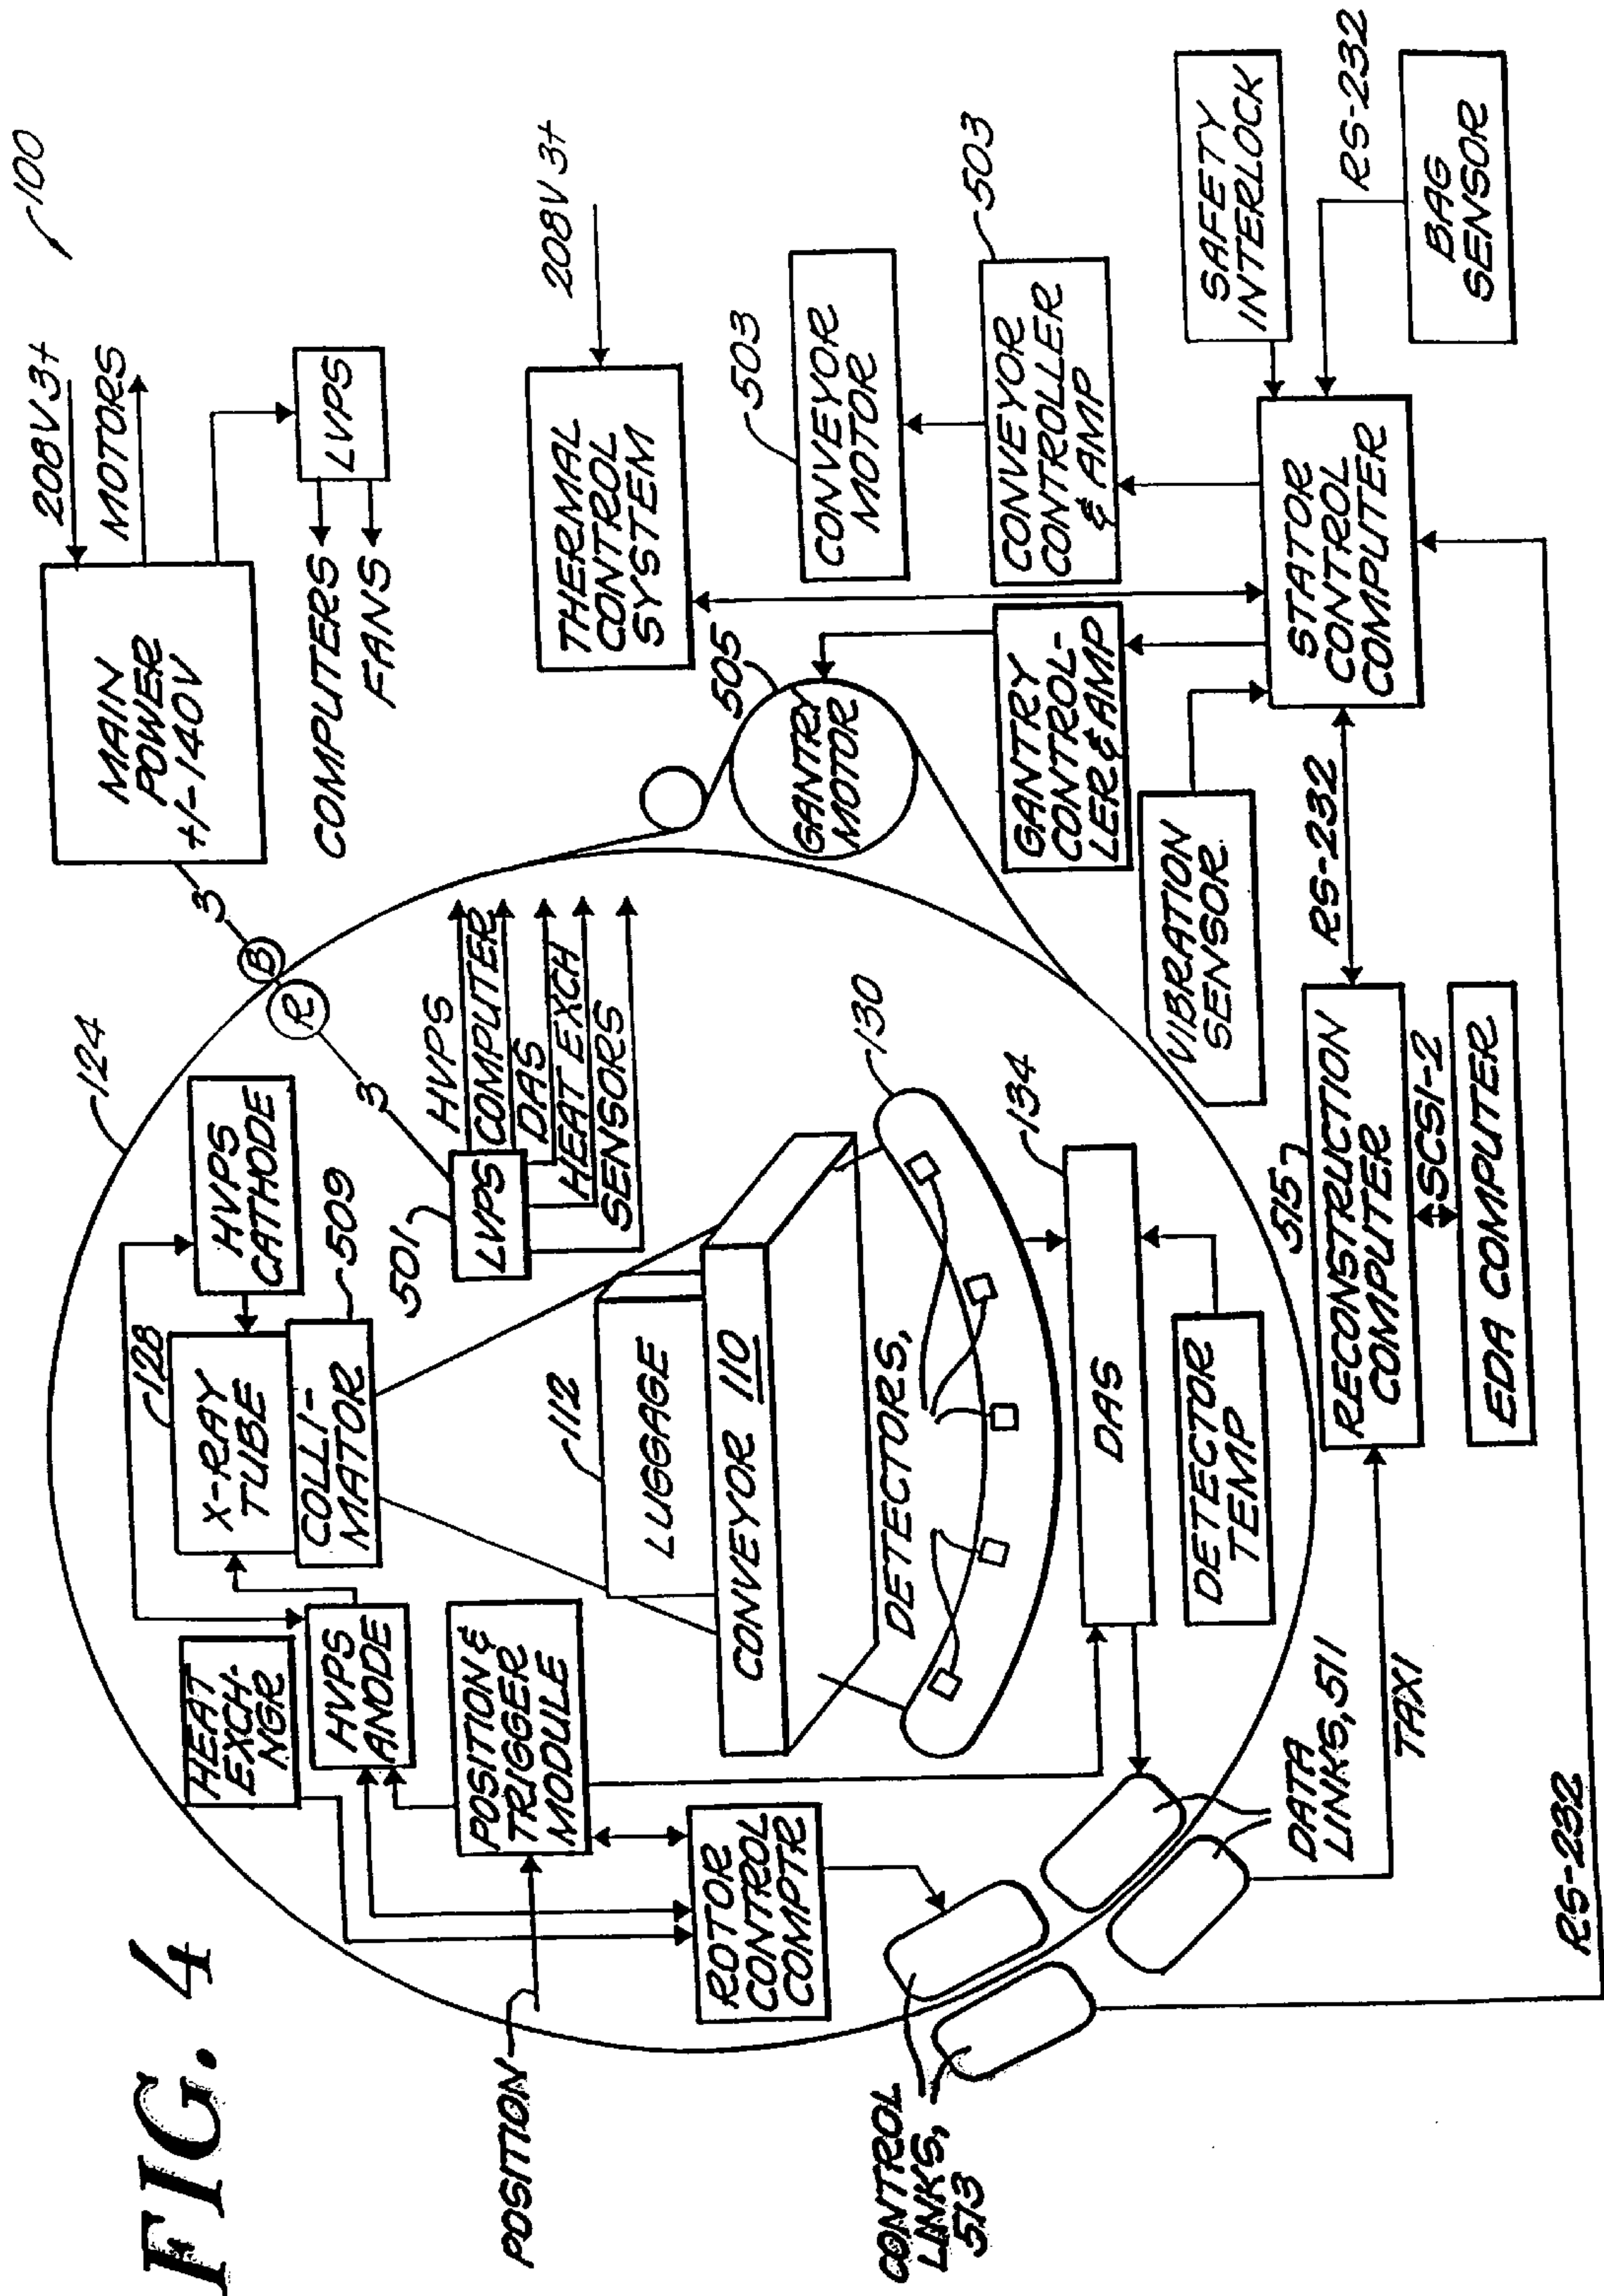 FIG. 4
100
208V 3+
MOTORS
MAIN
POWER
+/-140V
LVPS
COMPUTERS
FANS
3
B
R
3
124
HEAT
EXCH-
NGR
128
X-RAY
TUBE
HVPS
CATHODE
COLLI-
MATOR
509
HVPS
ANODE
501
LVPS
HVPS
COMPUTER
DAS
HEAT EXCH
SENSORS
POSITION
POSITION &
TRIGGER
MODULE
112
LUGGAGE
CONVEYOR 110
DETECTORS,
130
ROTOR
CONTROL
COMPTR
DAS
134
DETECTOR
TEMP
CONTROL
LINKS,
513
DATA
LINKS, 511
TAXI
RS-232
208V 3+
THERMAL
CONTROL
SYSTEM
505
GANTRY
MOTOR
503
CONVEYOR
MOTOR
503
CONVEYOR
CONTROLLER
& AMP
GANTRY
CONTROL-
LER & AMP
VIBRATION
SENSOR
SAFETY
INTERLOCK
STATOR
CONTROL
COMPUTER
RS-232
BAG
SENSOR
RS-232
515
RECONSTRUCTION
COMPUTER
SCSI-2
EDA COMPUTER